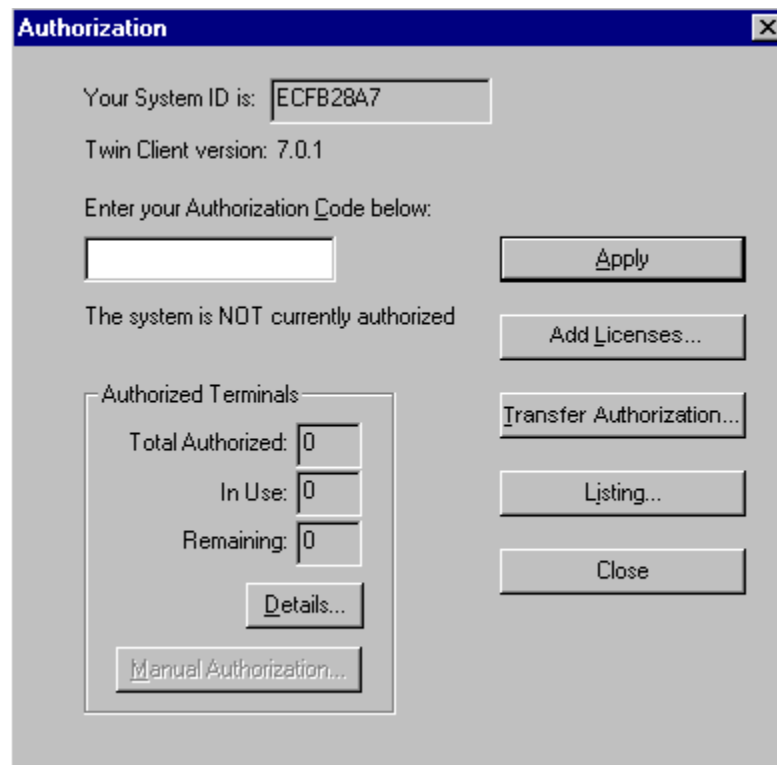 Authorization
Your System ID is: ECFB28A7
Twin Client version: 7.0.1
Enter your Authorization Code below:
Apply
The system is NOT currently authorized
Add Licenses...
Authorized Terminals
Transfer Authorization...
Total Authorized: 0
In Use: 0
Listing...
Remaining: 0
Close
Details...
Manual Authorization...